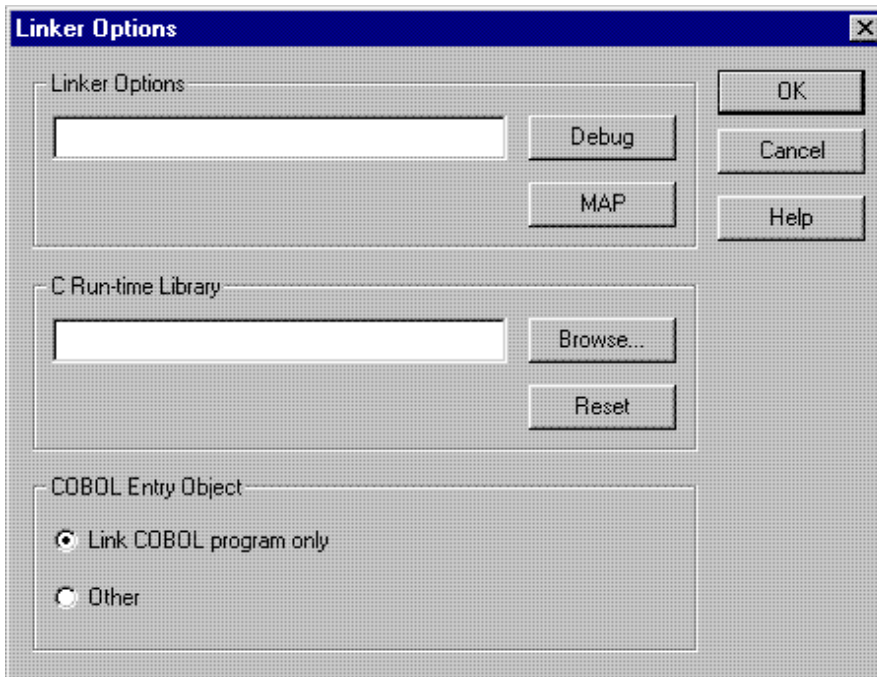 Linker Options
Linker Options
OK
Debug
Cancel
MAP
Help
C Run-time Library
Browse...
Reset
COBOL Entry Object
Link COBOL program only
Other